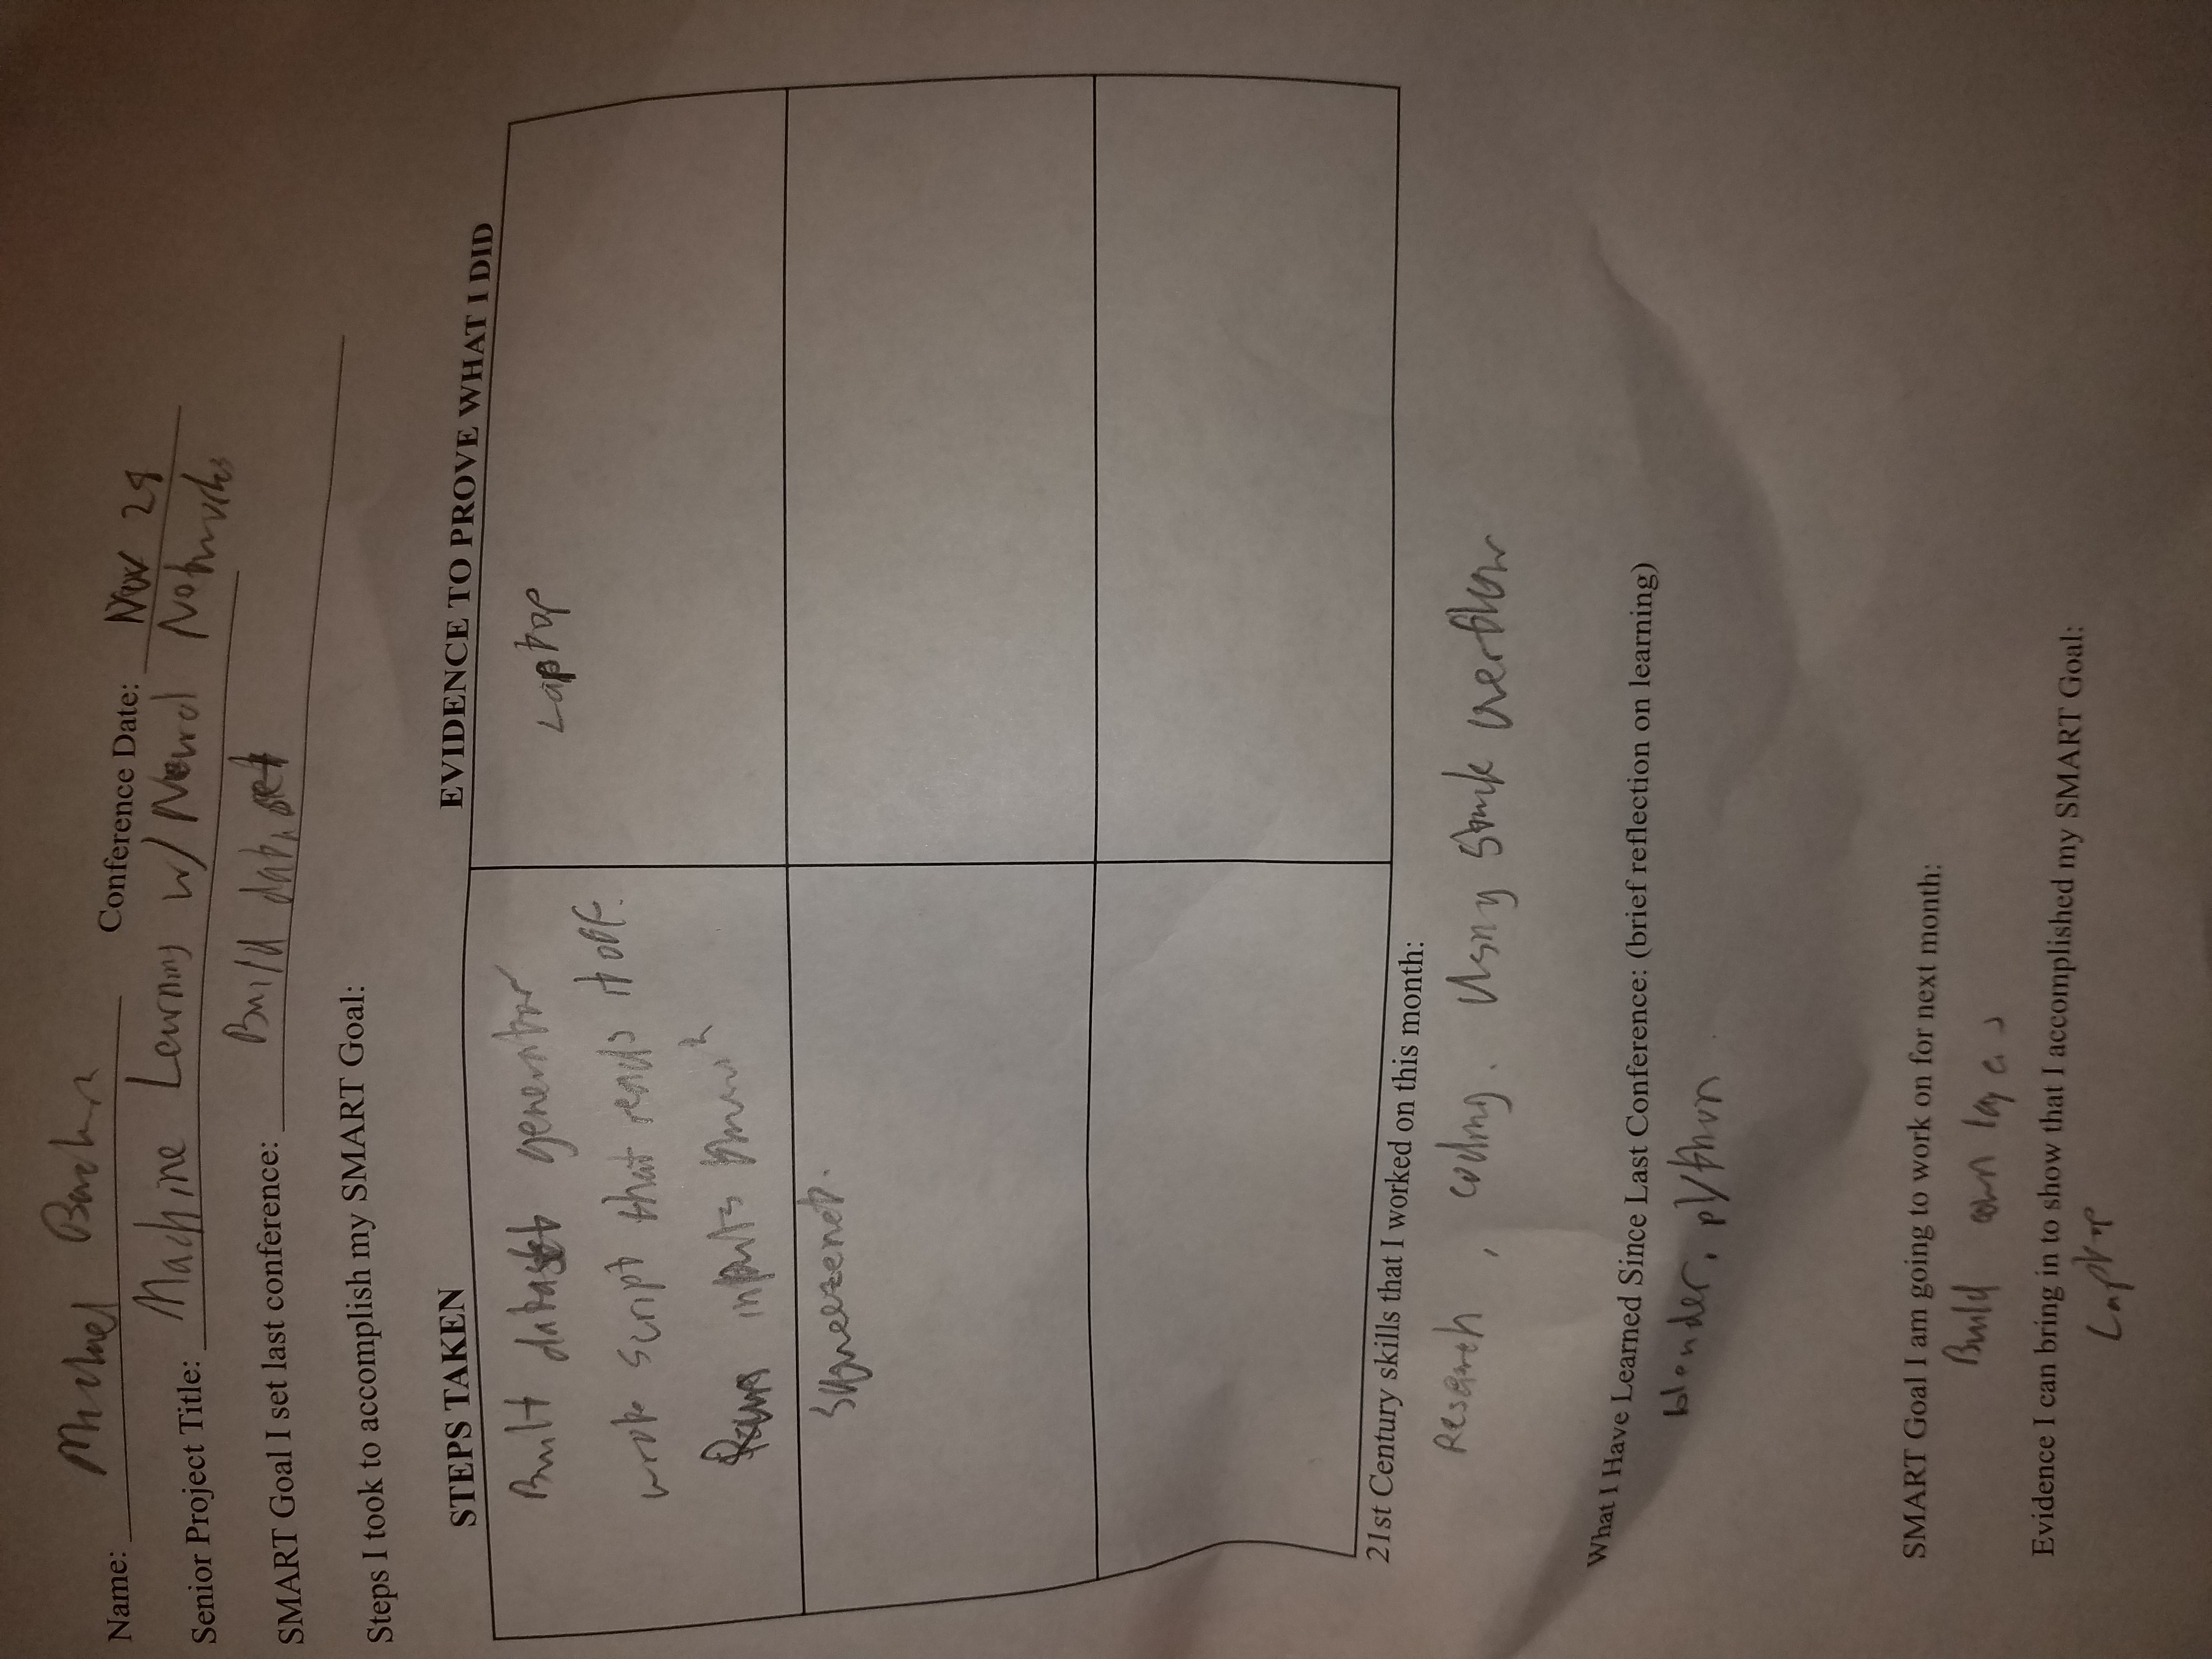 Name: Michael
Conference Date: Nov 28
Senior Project Title: Machine Learning w/ Neural Networks
SMART Goal I set last conference: Build dataset
Steps I took to accomplish my SMART Goal:
STEPS TAKEN
EVIDENCE TO PROVE WHAT I DID
Built dataset generator
Laptop
wrote script that reads it off.
Runs inputs through
Squeezenet.
21st Century skills that I worked on this month:
Research, coding. Using stack overflow
What I Have Learned Since Last Conference: (brief reflection on learning)
blender, python
SMART Goal I am going to work on for next month:
Build own layers
Evidence I can bring in to show that I accomplished my SMART Goal:
Laptop